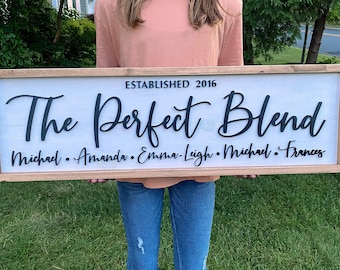 ESTABLISHED 2016
The Perfect Blend
Michael • Amanda • Emma-Leigh • Michael • Frances